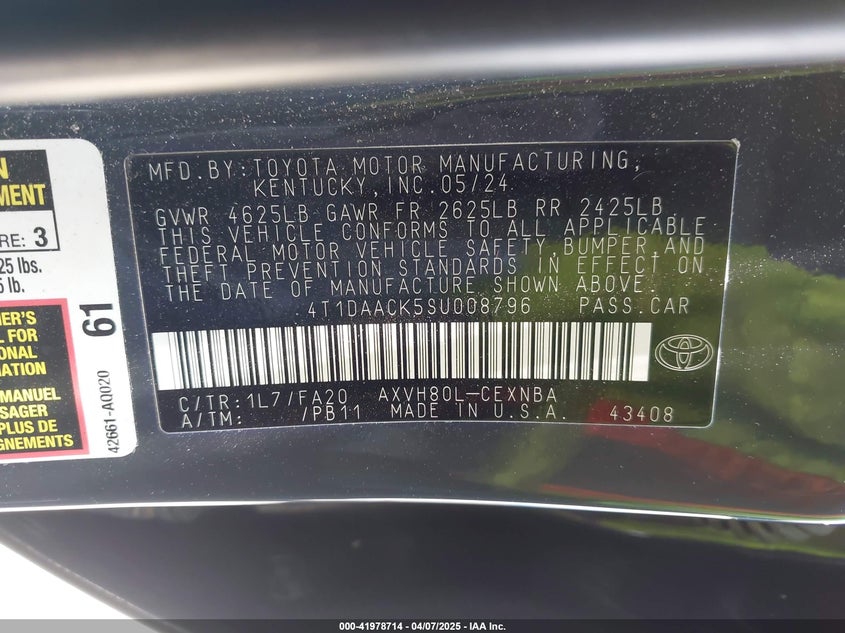 N
MENT
RE: 3
25 lbs.
5 lb.
ER'S
L FOR
ONAL
MATION
MANUEL
SAGER
PLUS DE
GNEMENTS
61
42661-AQ020
MFD.BY:TOYOTA MOTOR MANUFACTURING,
KENTUCKY, INC.05/24
GVWR 4625LB GAWR FR 2625LB RR 2425LB
THIS VEHICLE CONFORMS TO ALL APPLICABLE
FEDERAL MOTOR VEHICLE SAFETY,BUMPER,AND
THEFT PREVENTION STANDARDS IN EFFECT ON
THE DATE OF MANUFACTURE SHOWN ABOVE.
4T1DAACK5SU008796 PASS.CAR
C/TR:1L7/FA20 AXVH80L-CEXNBA
A/TM: /PB11 MADE IN U.S.A. 43408
000-41978714 - 04/07/2025 - IAA Inc.